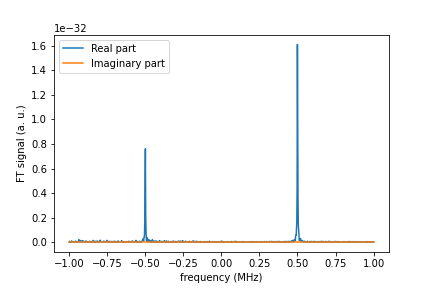 1e−32
Real part
Imaginary part
1.6
1.4
1.2
1.0
0.8
0.6
0.4
0.2
0.0
FT signal (a. u.)
−1.00 −0.75 −0.50 −0.25 0.00 0.25 0.50 0.75 1.00
frequency (MHz)